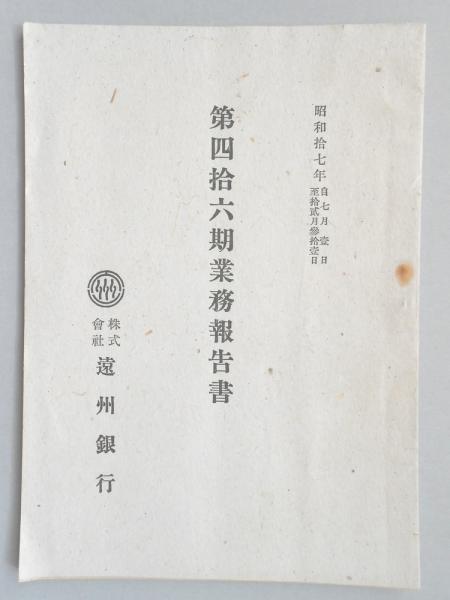 昭和拾七年
自七月壹日
至拾貳月參拾壹日
第四拾六期業務報告書
株式
會社
遠州銀行